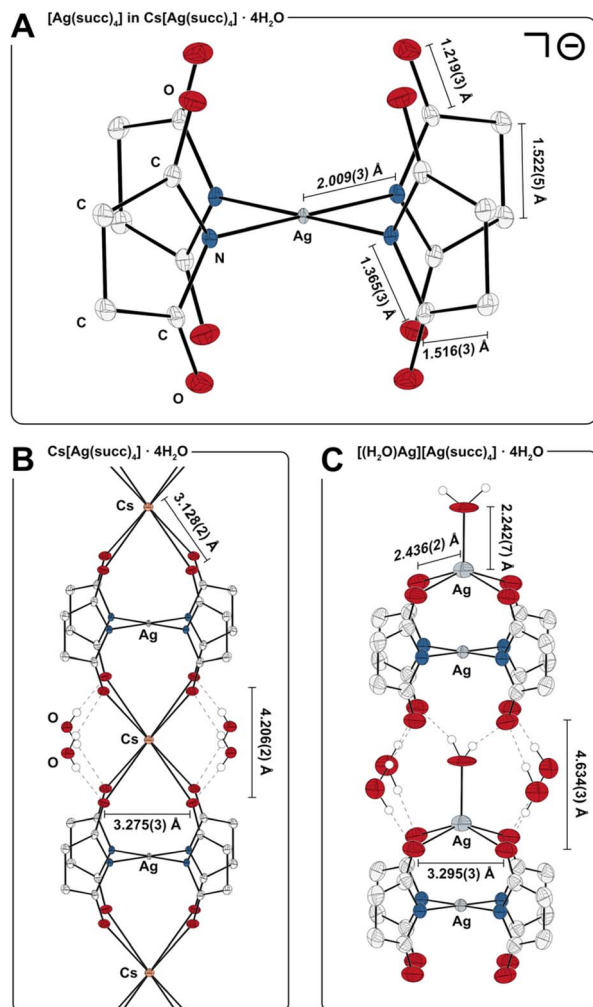 A [Ag(succ)₄] in Cs[Ag(succ)₄] · 4H₂O
⊖
O
1.219(3) Å
C
1.522(5) Å
2.009(3) Å
C
Ag
N
1.365(3) Å
C
C
1.516(3) Å
O
B Cs[Ag(succ)₄] · 4H₂O
Cs
3.128(2) Å
Ag
O
Cs
O
4.206(2) Å
3.275(3) Å
Ag
Cs
C [(H₂O)Ag][Ag(succ)₄] · 4H₂O
2.242(7) Å
2.436(2) Å
Ag
Ag
4.634(3) Å
Ag
3.295(3) Å
Ag